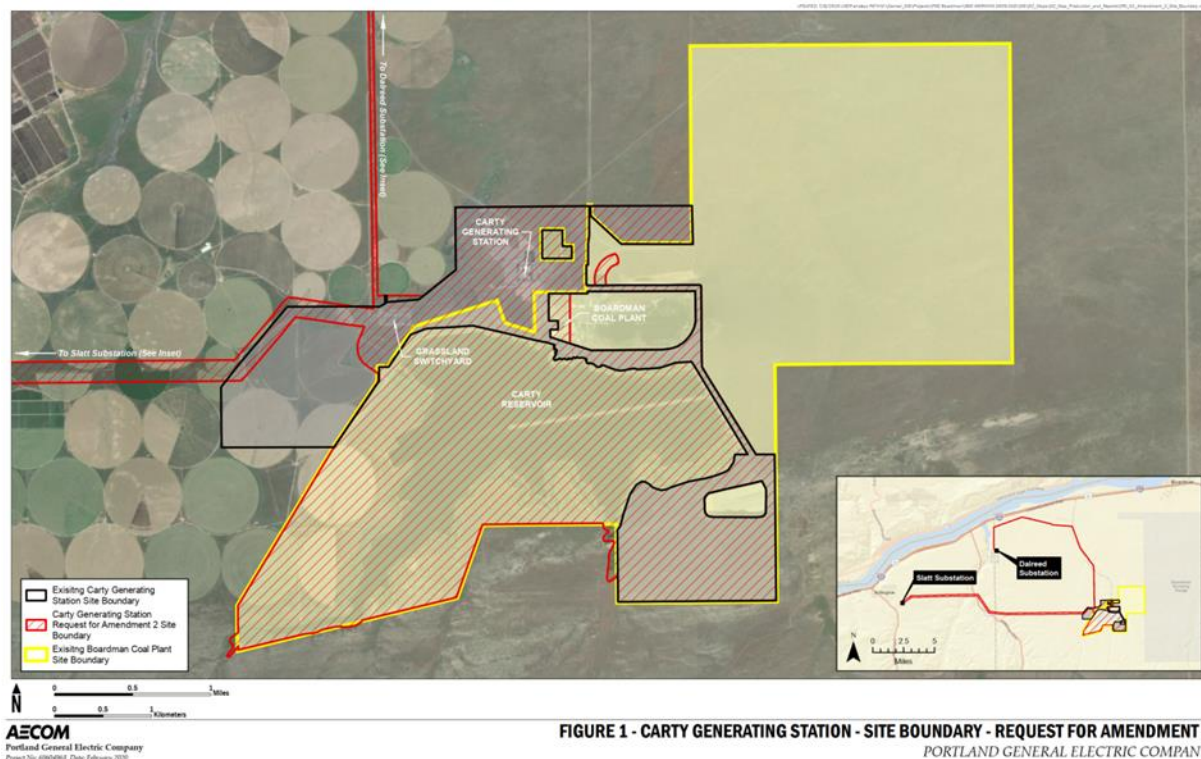 To Dalreed Substation (See Inset)
CARTY
GENERATING
STATION
BOARDMAN
COAL PLANT
To Slatt Substation (See Inset)
GRASSLAND
SWITCHYARD
CARTY
RESERVOIR
Exisitng Carty Generating
Station Site Boundary
Carty Generating Station
Request for Amendment 2 Site
Boundary
Exisitng Boardman Coal Plant
Site Boundary
Boardman
Dalreed
Substation
Slatt Substation
Arlington
N
0 2.5 5
Miles
N
0 0.5 1
Miles
0 0.5 1
Kilometers
AECOM
Portland General Electric Company
FIGURE 1 - CARTY GENERATING STATION - SITE BOUNDARY - REQUEST FOR AMENDMENT
PORTLAND GENERAL ELECTRIC COMPAN